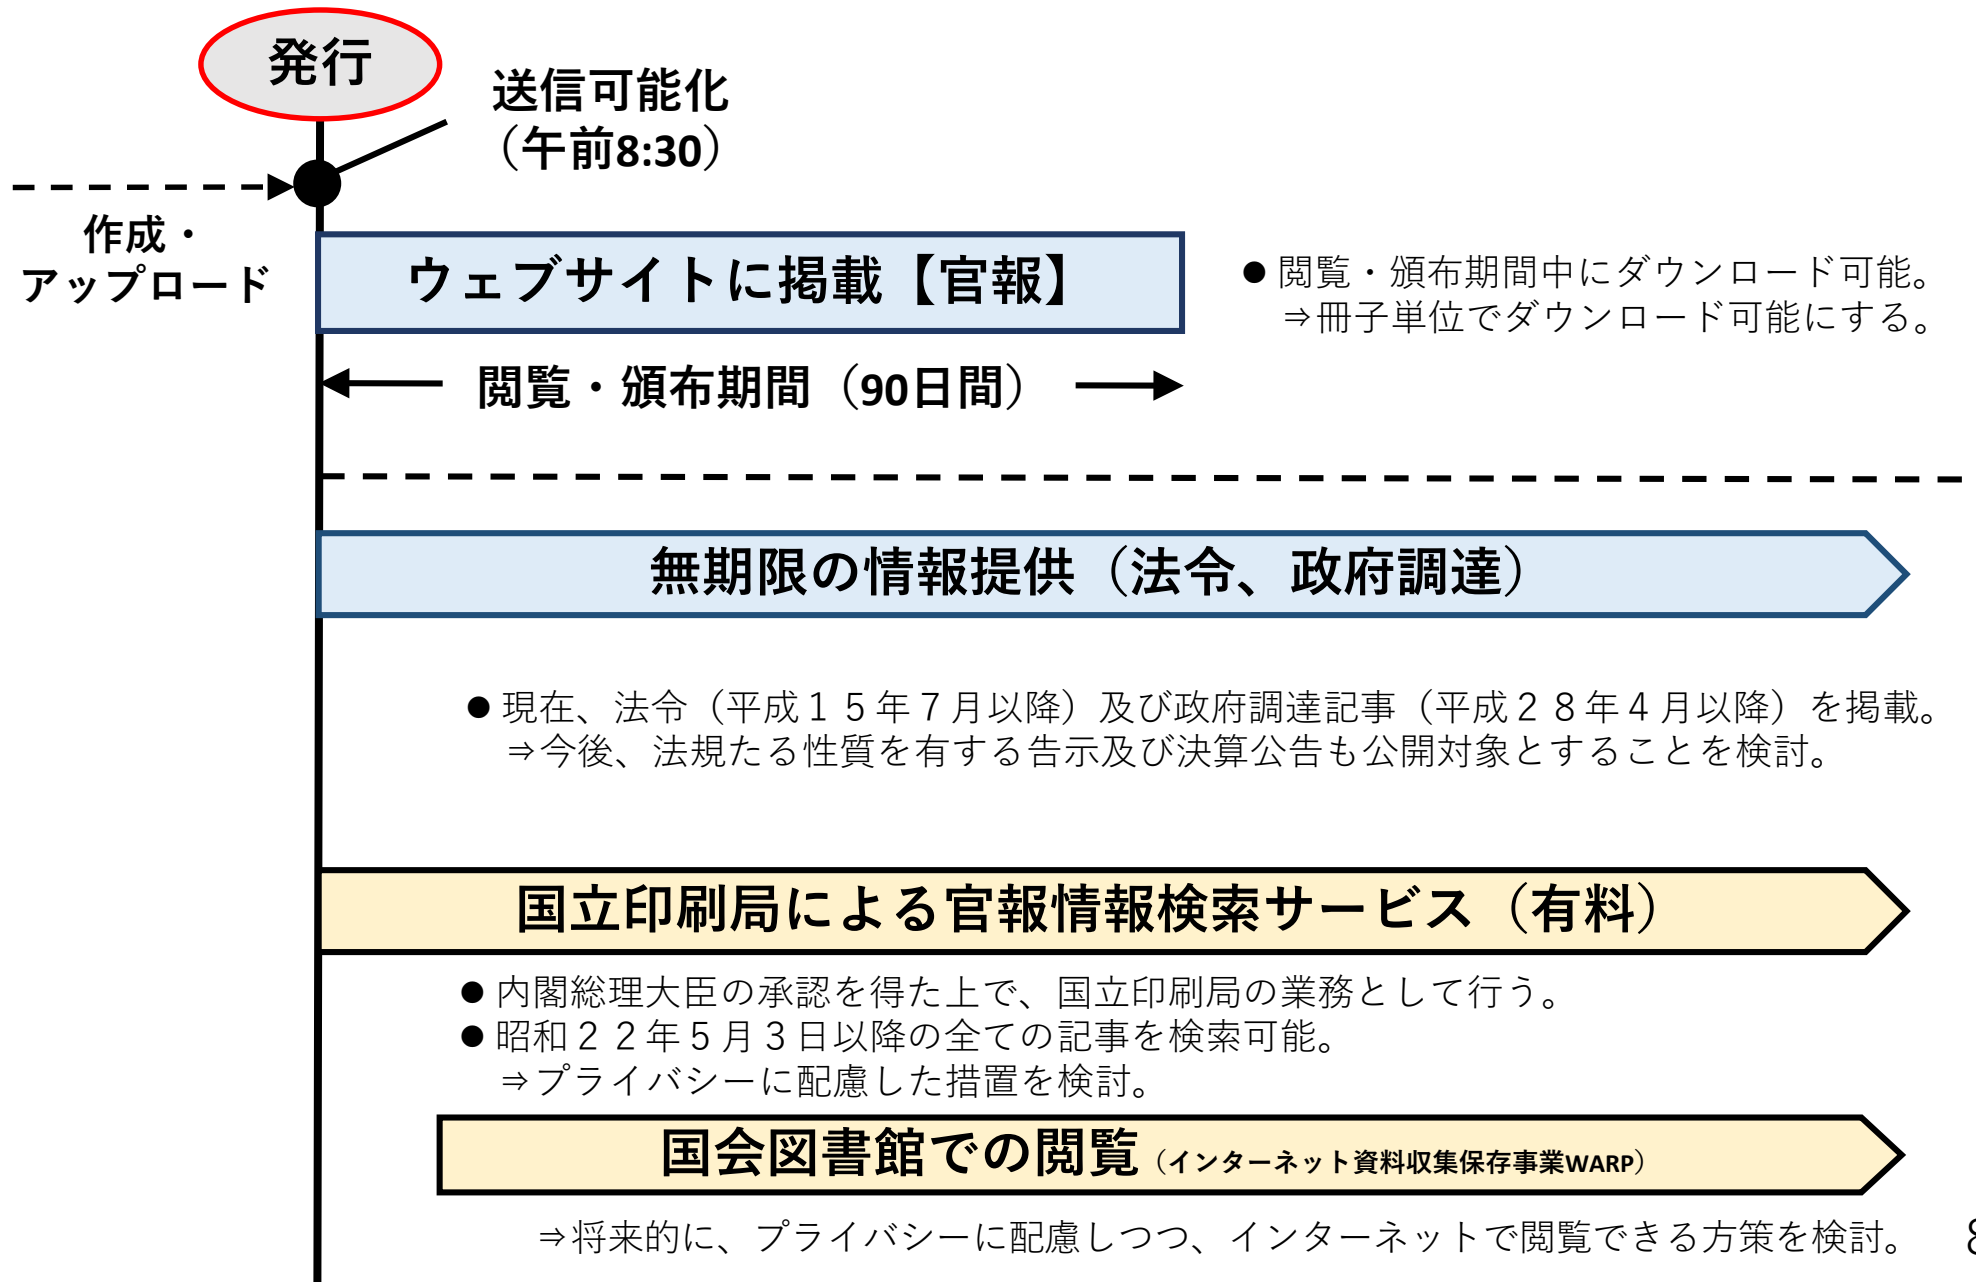 発行
送信可能化
（午前8:30）
作成・
アップロード
ウェブサイトに掲載【官報】
●閲覧・頒布期間中にダウンロード可能。
⇒冊子単位でダウンロード可能にする。
閲覧・頒布期間（90日間）
無期限の情報提供（法令、政府調達）
●現在、法令（平成１５年７月以降）及び政府調達記事（平成２８年４月以降）を掲載。
⇒今後、法規たる性質を有する告示及び決算公告も公開対象とすることを検討。
国立印刷局による官報情報検索サービス（有料）
●内閣総理大臣の承認を得た上で、国立印刷局の業務として行う。
●昭和２２年５月３日以降の全ての記事を検索可能。
⇒プライバシーに配慮した措置を検討。
国会図書館での閲覧（インターネット資料収集保存事業WARP）
⇒将来的に、プライバシーに配慮しつつ、インターネットで閲覧できる方策を検討。